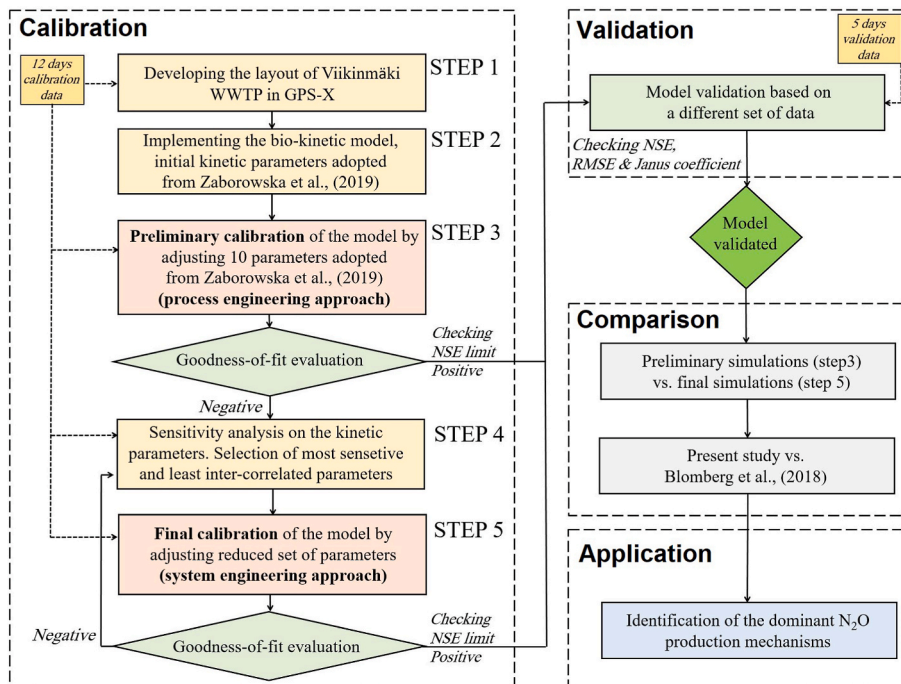 Calibration
12 days
calibration
data
Developing the layout of Viikinmäki
WWTP in GPS-X
STEP 1
Implementing the bio-kinetic model,
initial kinetic parameters adopted
from Zaborowska et al., (2019)
STEP 2
Preliminary calibration of the model by
adjusting 10 parameters adopted
from Zaborowska et al., (2019)
(process engineering approach)
STEP 3
Goodness-of-fit evaluation
Checking
NSE limit
Positive
Negative
Sensitivity analysis on the kinetic
parameters. Selection of most sensetive
and least inter-correlated parameters
STEP 4
Final calibration of the model by
adjusting reduced set of parameters
(system engineering approach)
STEP 5
Negative
Goodness-of-fit evaluation
Checking
NSE limit
Positive
Validation
5 days
validation
data
Model validation based on
a different set of data
Checking NSE,
RMSE & Janus coefficient
Model
validated
Comparison
Preliminary simulations (step3)
vs. final simulations (step 5)
Present study vs.
Blomberg et al., (2018)
Application
Identification of the dominant N₂O
production mechanisms